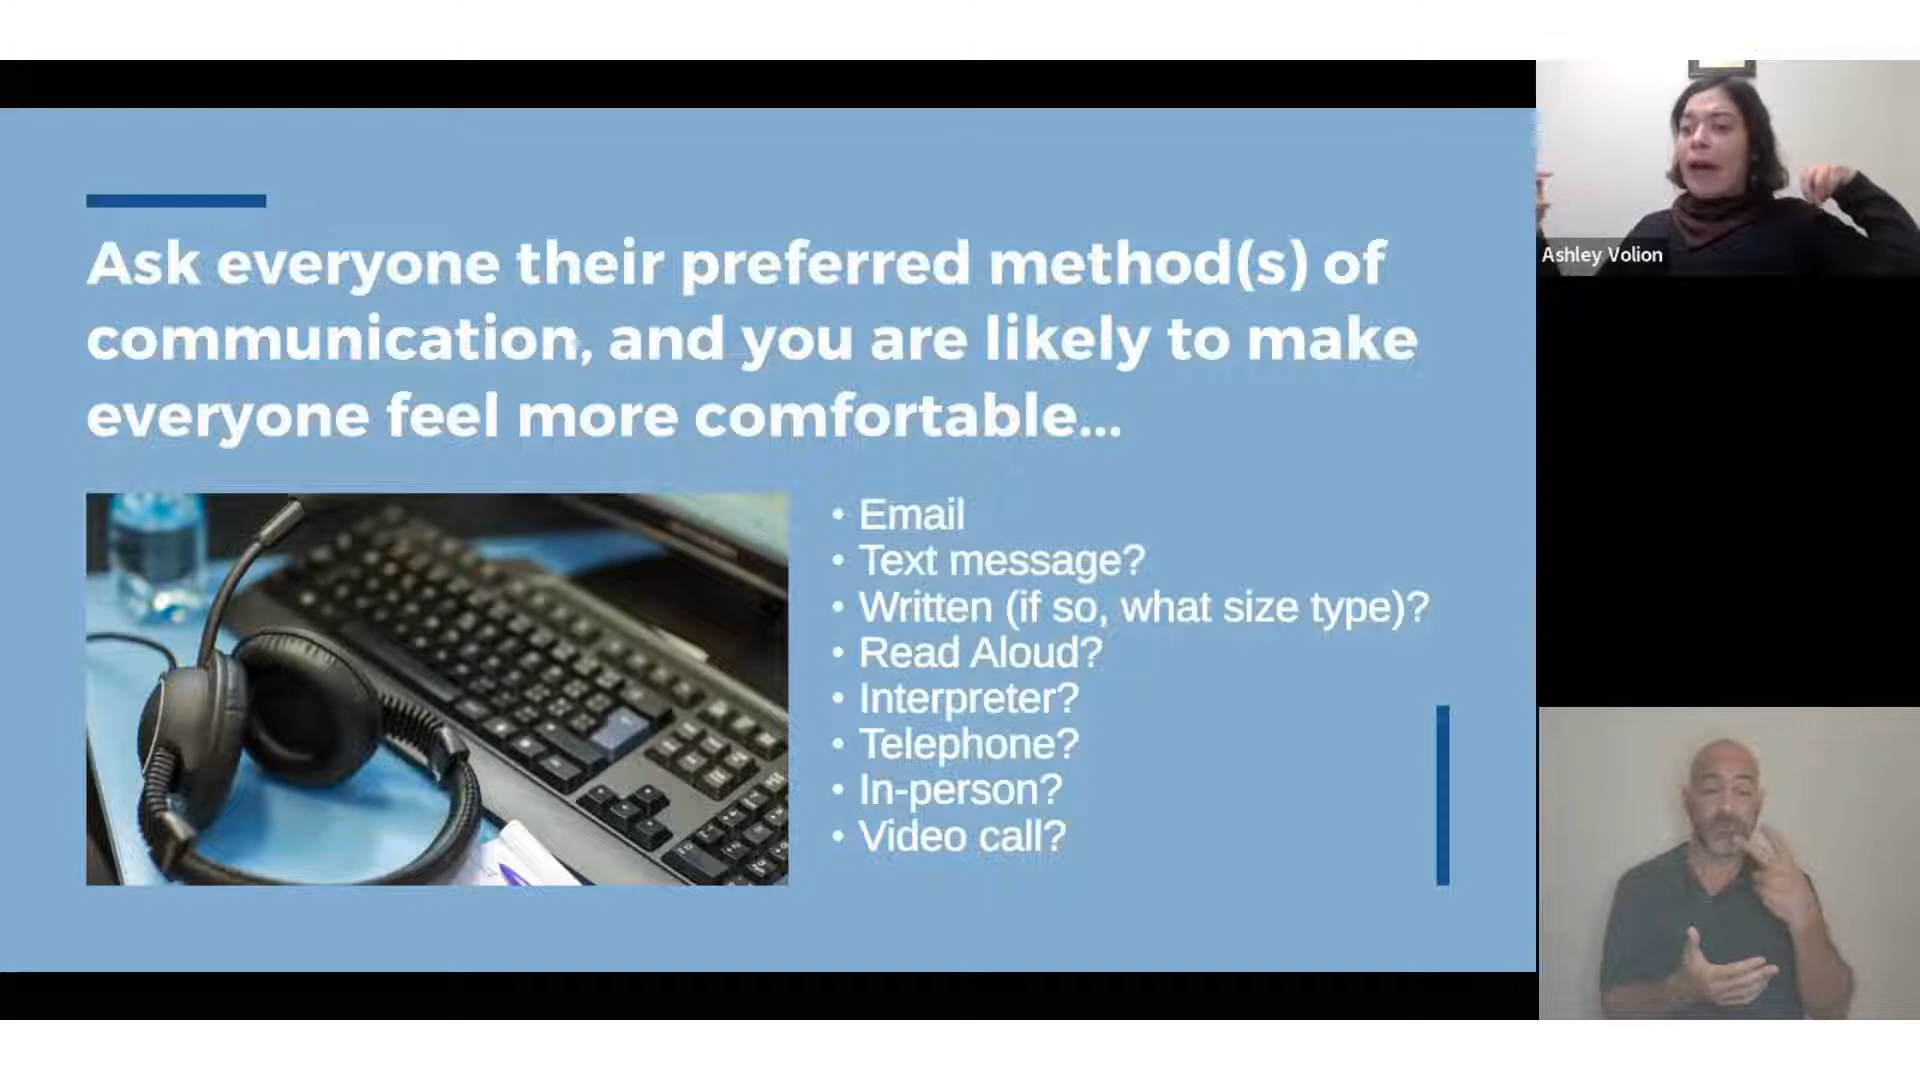 Ask everyone their preferred method(s) of
communication, and you are likely to make
everyone feel more comfortable...
• Email
• Text message?
• Written (if so, what size type)?
• Read Aloud?
• Interpreter?
• Telephone?
• In-person?
• Video call?
Ashley Volion